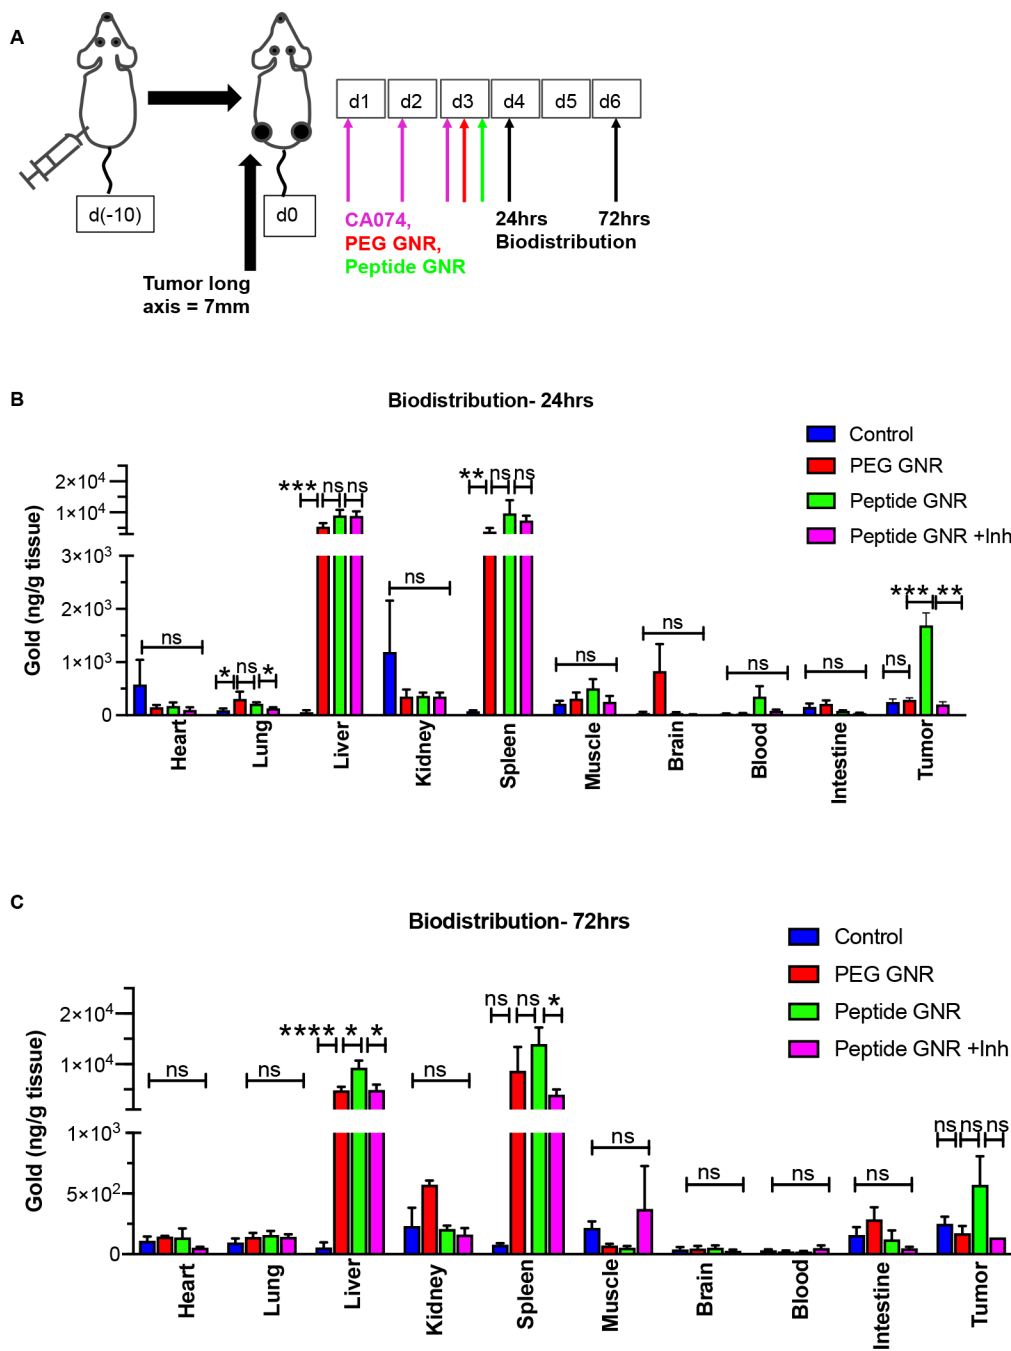 A
d(-10)
d0
d1 d2 d3 d4 d5 d6
Tumor long
axis = 7mm
CA074,
PEG GNR,
Peptide GNR
24hrs 72hrs
Biodistribution
B
Biodistribution- 24hrs
Control
PEG GNR
Peptide GNR
Peptide GNR +Inh
Gold (ng/g tissue)
2×10⁴
1×10⁴
3×10³
2×10³
1×10³
0
ns
* ns *
*** ns ns
ns
** ns ns
ns
ns
ns
ns
ns *** **
Heart Lung Liver Kidney Spleen Muscle Brain Blood Intestine Tumor
C
Biodistribution- 72hrs
Control
PEG GNR
Peptide GNR
Peptide GNR +Inh
Gold (ng/g tissue)
2×10⁴
1×10⁴
1×10³
5×10²
0
ns
ns
**** * *
ns
ns ns *
ns
ns
ns
ns
ns ns ns
Heart Lung Liver Kidney Spleen Muscle Brain Blood Intestine Tumor